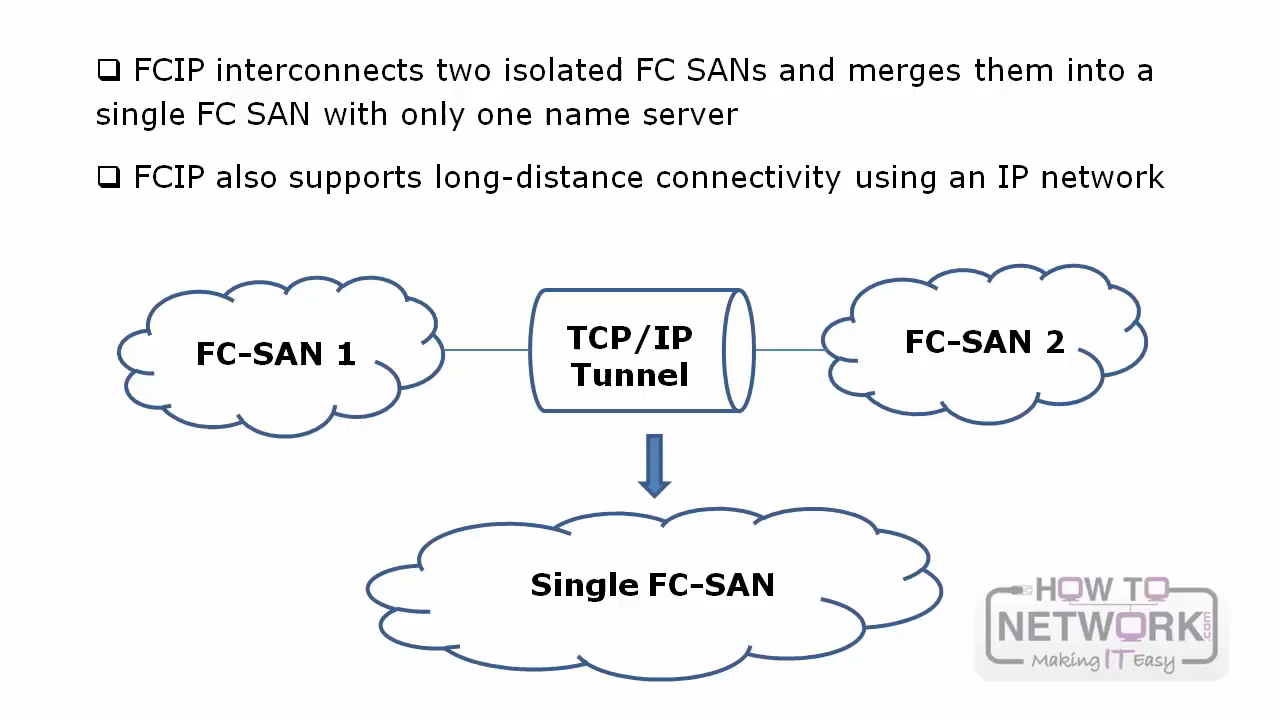 ❑ FCIP interconnects two isolated FC SANs and merges them into a
single FC SAN with only one name server
❑ FCIP also supports long-distance connectivity using an IP network
FC-SAN 1
TCP/IP
Tunnel
FC-SAN 2
Single FC-SAN
HOW TO
NETWORK.com
Making IT Easy